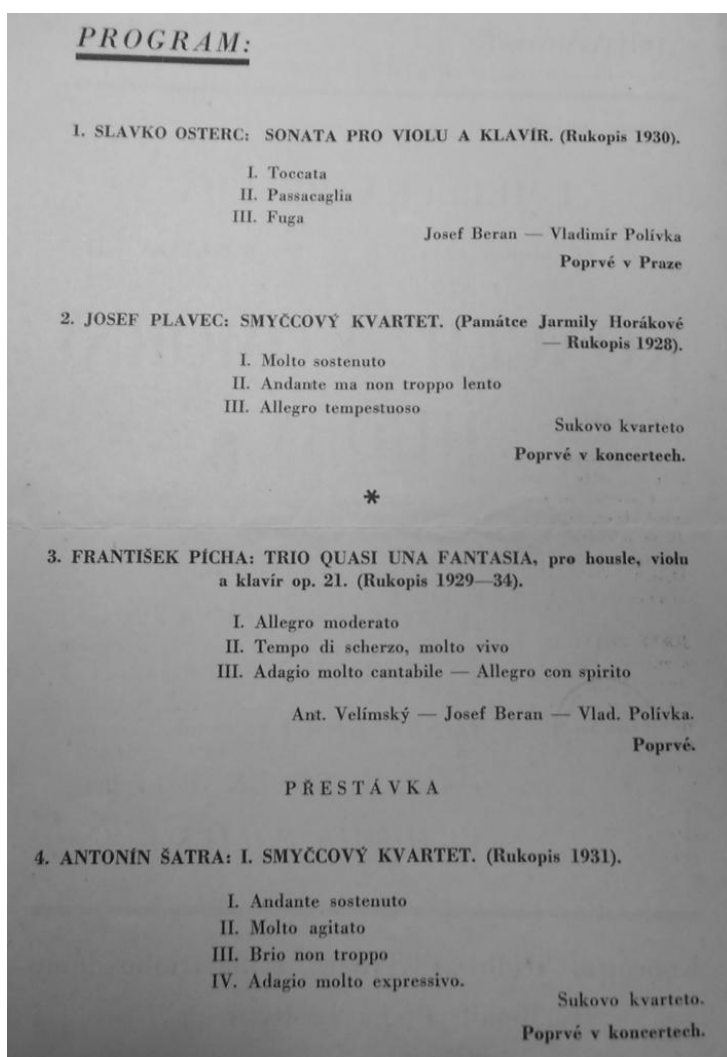 PROGRAM:
1. SLAVKO OSTERC: SONATA PRO VIOLU A KLAVÍR. (Rukopis 1930).
I. Toccata
II. Passacaglia
III. Fuga
Josef Beran — Vladimír Polívka
Poprvé v Praze
2. JOSEF PLAVEC: SMYČCOVÝ KVARTET. (Památce Jarmily Horákové
— Rukopis 1928).
I. Molto sostenuto
II. Andante ma non troppo lento
III. Allegro tempestuoso
Sukovo kvarteto
Poprvé v koncertech.
*
3. FRANTIŠEK PÍCHA: TRIO QUASI UNA FANTASIA, pro housle, violu
a klavír op. 21. (Rukopis 1929—34).
I. Allegro moderato
II. Tempo di scherzo, molto vivo
III. Adagio molto cantabile — Allegro con spirito
Ant. Velímský — Josef Beran — Vlad. Polívka.
Poprvé.
PŘESTÁVKA
4. ANTONÍN ŠATRA: I. SMYČCOVÝ KVARTET. (Rukopis 1931).
I. Andante sostenuto
II. Molto agitato
III. Brio non troppo
IV. Adagio molto expressivo.
Sukovo kvarteto.
Poprvé v koncertech.